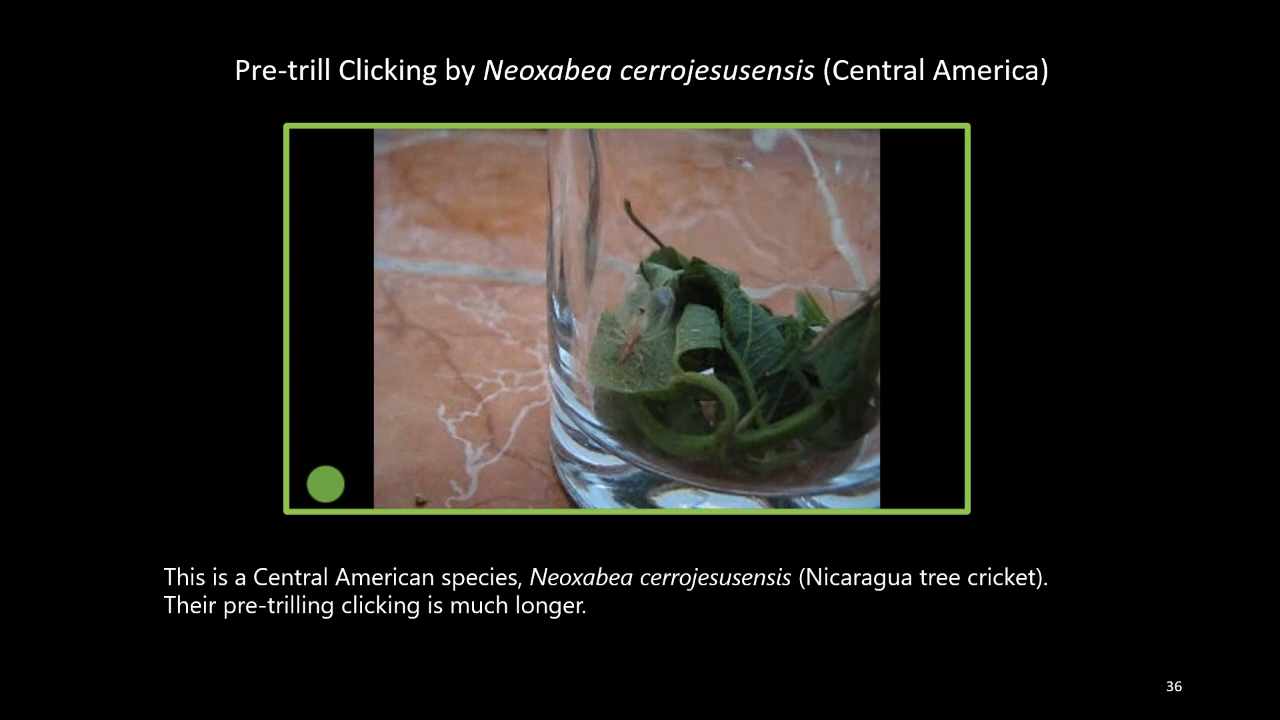 Pre-trill Clicking by Neoxabea cerrojesusensis (Central America)
This is a Central American species, Neoxabea cerrojesusensis (Nicaragua tree cricket).
Their pre-trilling clicking is much longer.
36